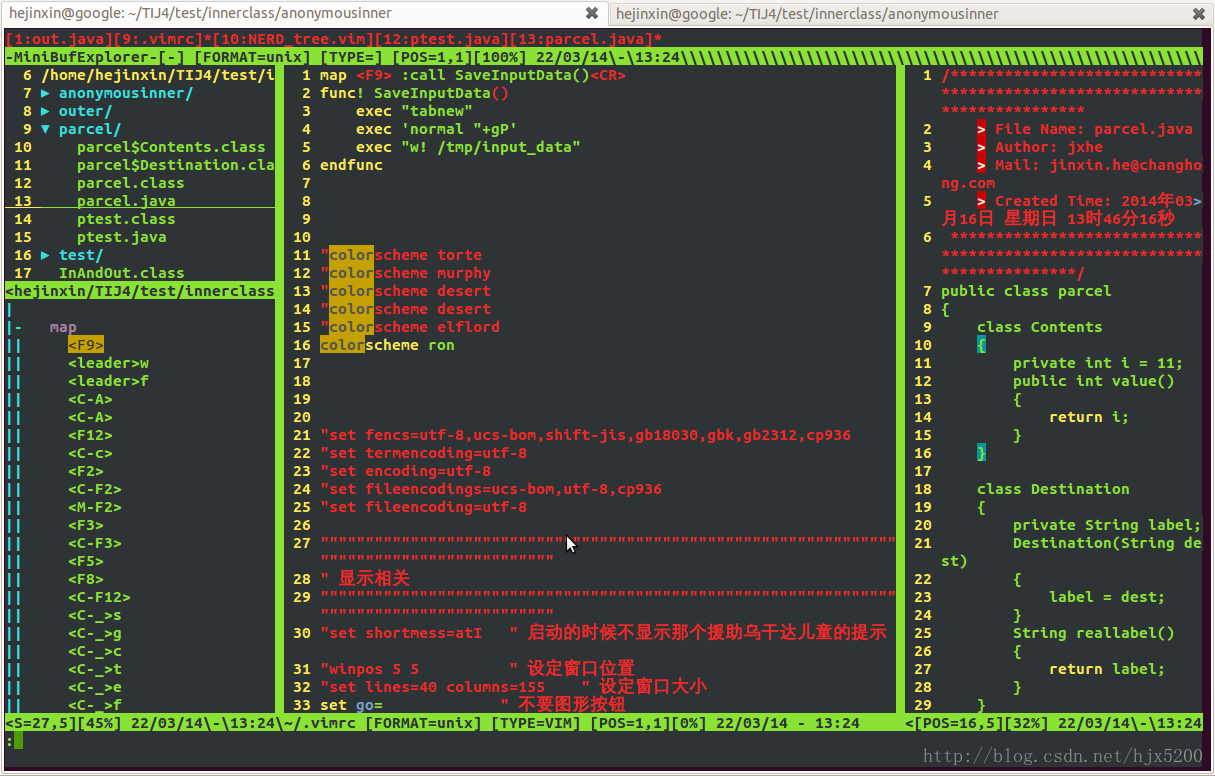 hejinxin@google: ~/TIJ4/test/innerclass/anonymousinner
hejinxin@google: ~/TIJ4/test/innerclass/anonymousinner
[1:out.java][9:.vimrc]*[10:NERD_tree.vim][12:ptest.java][13:parcel.java]*
-MiniBufExplorer-[-] [FORMAT=unix] [TYPE=] [POS=1,1][100%] 22/03/14\-\13:24\\\\\\\\\\\\\\\\\\\\\\\\\\\\\\\\\\\\\\\\\\\\\\\\\\\\\\\\\\
6 /home/hejinxin/TIJ4/test/i
7 ▶ anonymousinner/
8 ▶ outer/
9 ▼ parcel/
10 parcel$Contents.class
11 parcel$Destination.cla
12 parcel.class
13 parcel.java
14 ptest.class
15 ptest.java
16 ▶ test/
17 InAndOut.class
<hejinxin/TIJ4/test/innerclass
|
|- map
|| <F9>
|| <leader>w
|| <leader>f
|| <C-A>
|| <C-A>
|| <F12>
|| <C-c>
|| <F2>
|| <C-F2>
|| <M-F2>
|| <F3>
|| <C-F3>
|| <F5>
|| <F8>
|| <C-F12>
|| <C-_>s
|| <C-_>g
|| <C-_>c
|| <C-_>t
|| <C-_>e
|| <C-_>f
1 map <F9> :call SaveInputData()<CR>
2 func! SaveInputData()
3 exec "tabnew"
4 exec 'normal "+gP'
5 exec "w! /tmp/input_data"
6 endfunc
7
8
9
10
11 "colorscheme torte
12 "colorscheme murphy
13 "colorscheme desert
14 "colorscheme desert
15 "colorscheme elflord
16 colorscheme ron
17
18
19
20
21 "set fencs=utf-8,ucs-bom,shift-jis,gb18030,gbk,gb2312,cp936
22 "set termencoding=utf-8
23 "set encoding=utf-8
24 "set fileencodings=ucs-bom,utf-8,cp936
25 "set fileencoding=utf-8
26
27 """"""""""""""""""""""""""""""""""""""""""""""""""""""""""""""""
""""""""""""""""""""""""""
28 " 显示相关
29 """"""""""""""""""""""""""""""""""""""""""""""""""""""""""""""""
""""""""""""""""""""""""""
30 "set shortmess=atI " 启动的时候不显示那个援助乌干达儿童的提示
31 "winpos 5 5 " 设定窗口位置
32 "set lines=40 columns=155 " 设定窗口大小
33 set go= " 不要图形按钮
1 /****************************
*****************************
****************
2 > File Name: parcel.java
3 > Author: jxhe
4 > Mail: jinxin.he@changho
ng.com
5 > Created Time: 2014年03>
月16日 星期日 13时46分16秒
6 ****************************
*****************************
***************/
7 public class parcel
8 {
9 class Contents
10 {
11 private int i = 11;
12 public int value()
13 {
14 return i;
15 }
16 }
17
18 class Destination
19 {
20 private String label;
21 Destination(String de
st)
22 {
23 label = dest;
24 }
25 String reallabel()
26 {
27 return label;
28 }
29 }
<S=27,5][45%] 22/03/14\-\13:24\~/.vimrc [FORMAT=unix] [TYPE=VIM] [POS=1,1][0%] 22/03/14 - 13:24 <[POS=16,5][32%] 22/03/14\-\13:24
:
http://blog.csdn.net/hjx5200